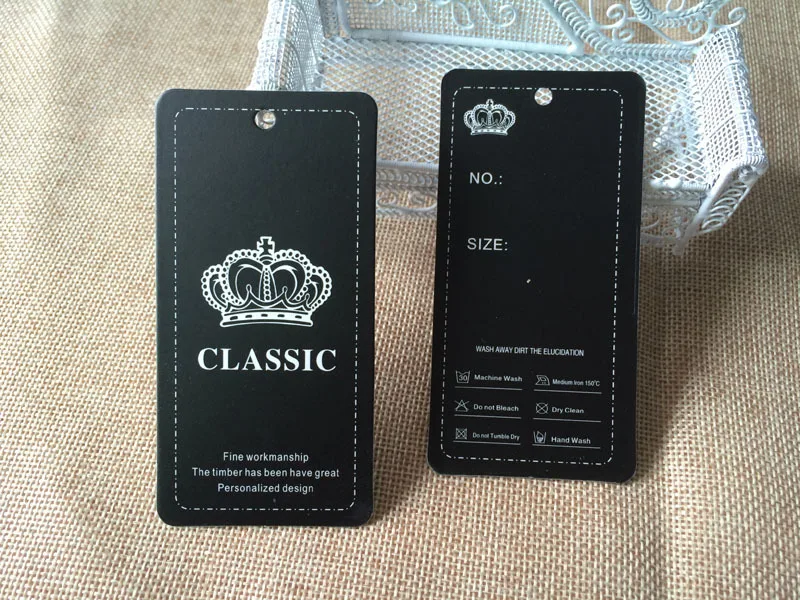 CLASSIC
Fine workmanship
The timber has been have great
Personalized design
NO.:
SIZE:
WASH AWAY DIRT THE ELUCIDATION
30 Machine Wash
Medium Iron 150°C
Do not Bleach
Dry Clean
Do not Tumble Dry
Hand Wash